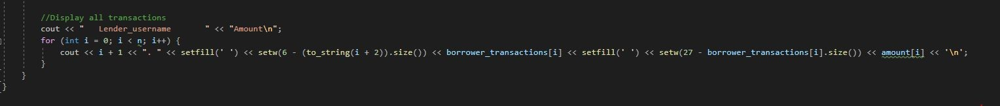 //Display all transactions
cout << "   Lender_username       " << "Amount\n";
for (int i = 0; i < n; i++) {
cout << i + 1 << ". " << setfill(' ') << setw(6 - (to_string(i + 2)).size()) << borrower_transactions[i] << setfill(' ') << setw(27 - borrower_transactions[i].size()) << amount[i] << '\n';
}
}
}